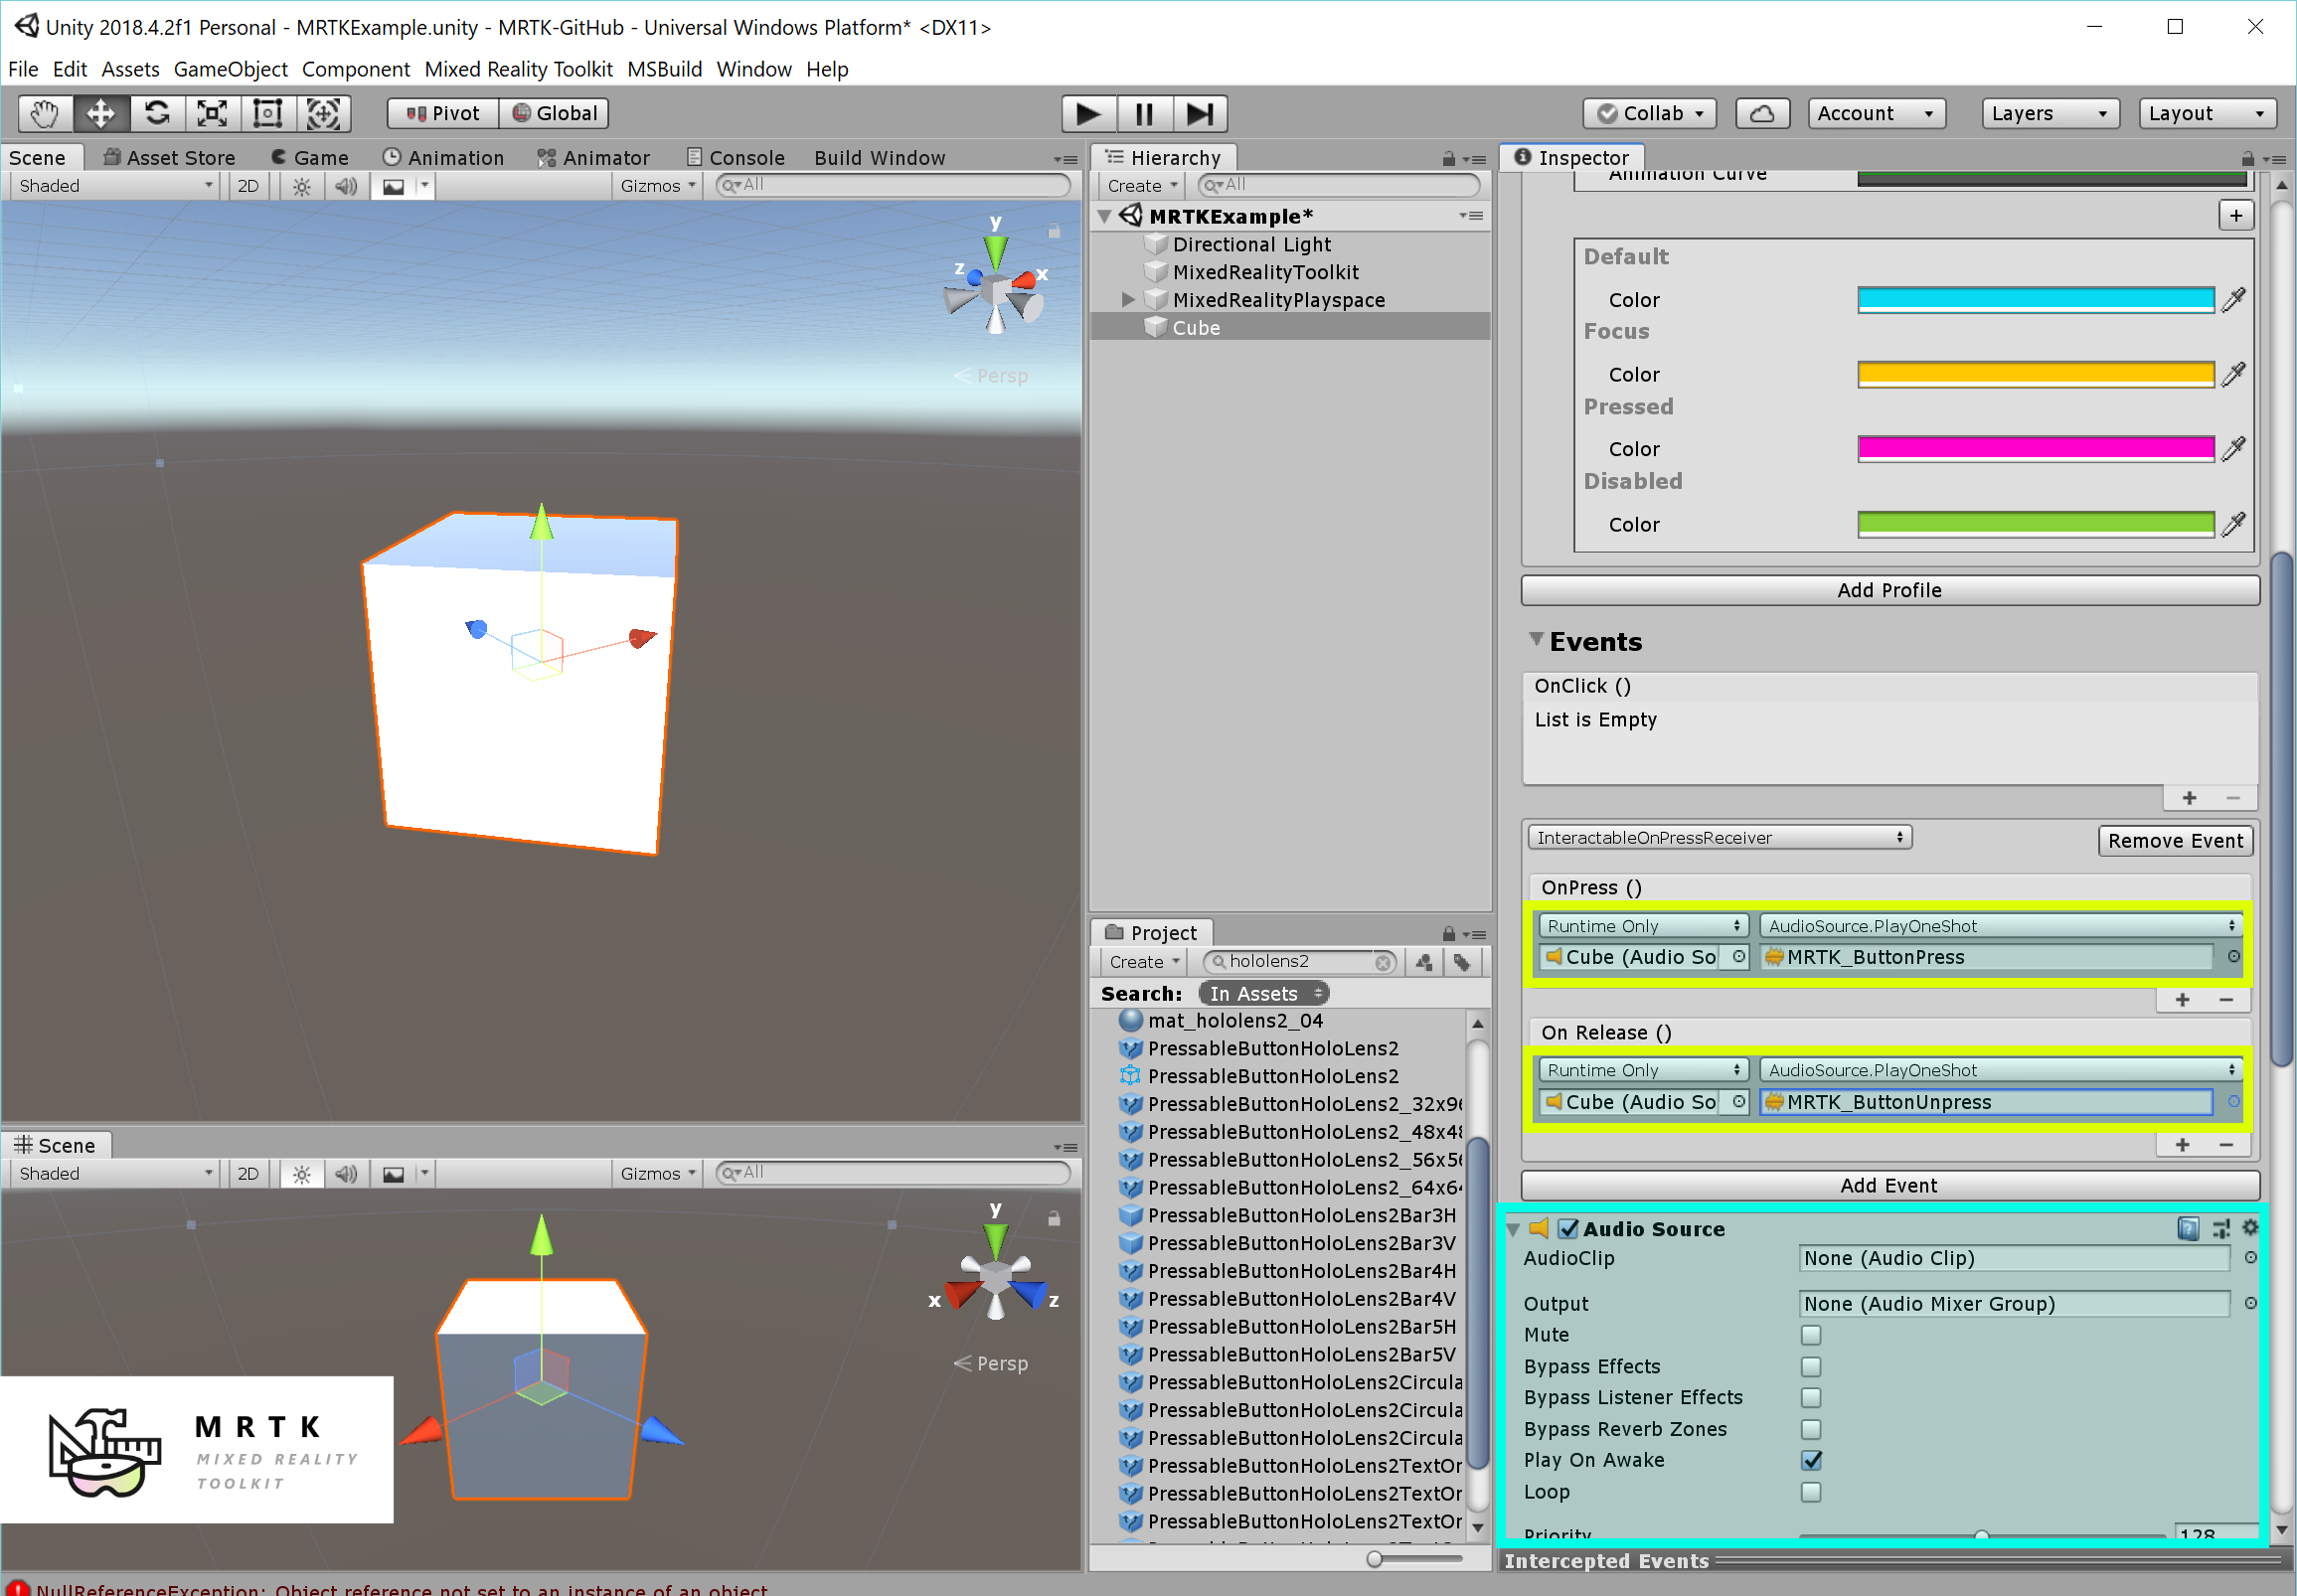 Unity 2018.4.2f1 Personal - MRTKExample.unity - MRTK-GitHub - Universal Windows Platform* <DX11>
File Edit Assets GameObject Component Mixed Reality Toolkit MSBuild Window Help
Pivot Global Collab Account Layers Layout
Scene Asset Store Game Animation Animator Console Build Window
Shaded 2D Gizmos All
y
z x
Persp
Hierarchy
Create All
MRTKExample*
Directional Light
MixedRealityToolkit
MixedRealityPlayspace
Cube
Project
Create hololens2
Search: In Assets
mat_hololens2_04
PressableButtonHoloLens2
PressableButtonHoloLens2
PressableButtonHoloLens2_32x96
PressableButtonHoloLens2_48x48
PressableButtonHoloLens2_56x56
PressableButtonHoloLens2_64x64
PressableButtonHoloLens2Bar3H
PressableButtonHoloLens2Bar3V
PressableButtonHoloLens2Bar4H
PressableButtonHoloLens2Bar4V
PressableButtonHoloLens2Bar5H
PressableButtonHoloLens2Bar5V
PressableButtonHoloLens2Circula
PressableButtonHoloLens2Circula
PressableButtonHoloLens2Circula
PressableButtonHoloLens2TextOr
PressableButtonHoloLens2TextOr
PressableButtonHoloLens2TextOr
Inspector
Animation Curve
+
Default
Color
Focus
Color
Pressed
Color
Disabled
Color
Add Profile
Events
OnClick ()
List is Empty
+ −
InteractableOnPressReceiver Remove Event
OnPress ()
Runtime Only AudioSource.PlayOneShot
Cube (Audio So MRTK_ButtonPress
+ −
On Release ()
Runtime Only AudioSource.PlayOneShot
Cube (Audio So MRTK_ButtonUnpress
+ −
Add Event
Audio Source
AudioClip None (Audio Clip)
Output None (Audio Mixer Group)
Mute
Bypass Effects
Bypass Listener Effects
Bypass Reverb Zones
Play On Awake
Loop
Priority 128
Intercepted Events
Scene
Shaded 2D Gizmos All
y
x z
Persp
MRTK
MIXED REALITY
TOOLKIT
NullReferenceException: Object reference not set to an instance of an object